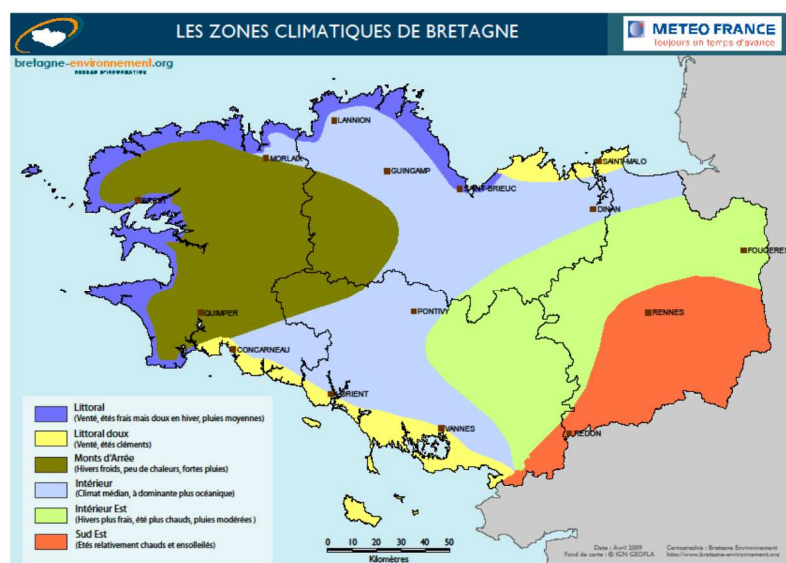 LES ZONES CLIMATIQUES DE BRETAGNE
METEO FRANCE
Toujours un temps d'avance
bretagne-environnement.org
RESEAU D'INFORMATION
LANNION
MORLAIX
GUINGAMP
SAINT-BRIEUC
SAINT-MALO
DINAN
BREST
FOUGERES
QUIMPER
PONTIVY
RENNES
CONCARNEAU
LORIENT
VANNES
REDON
Littoral
(Venté, étés frais mais doux en hiver, pluies moyennes)
Littoral doux
(Venté, étés cléments)
Monts d'Arrée
(Hivers froids, peu de chaleurs, fortes pluies)
Intérieur
(Climat médian, à dominante plus océanique)
Intérieur Est
(Hivers plus frais, été plus chauds, pluies modérées )
Sud Est
(Etés relativement chauds et ensolleilés)
0 10 20 30 40 50
Kilomètres
Date : Avril 2009
Fond de carte : © IGN GEOFLA
Cartographie : Bretagne Environnement
http://www.bretagne-environnement.org